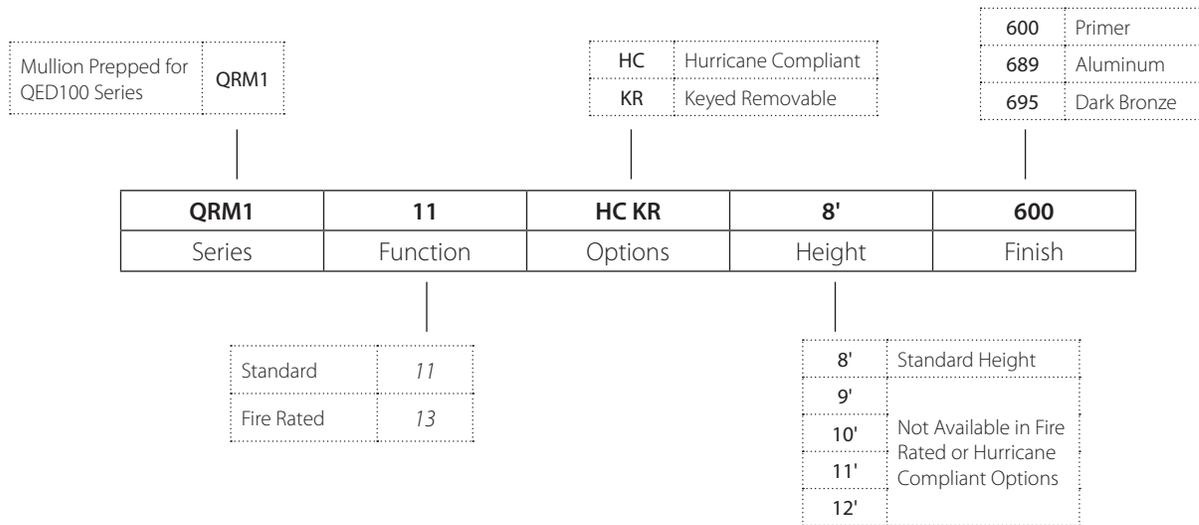 Mullion Prepped for
QED100 Series
QRM1
HC Hurricane Compliant
KR Keyed Removable
600 Primer
689 Aluminum
695 Dark Bronze
QRM1 11 HC KR 8' 600
Series Function Options Height Finish
Standard 11
Fire Rated 13
8' Standard Height
9'
10'
11'
12'
Not Available in Fire
Rated or Hurricane
Compliant Options